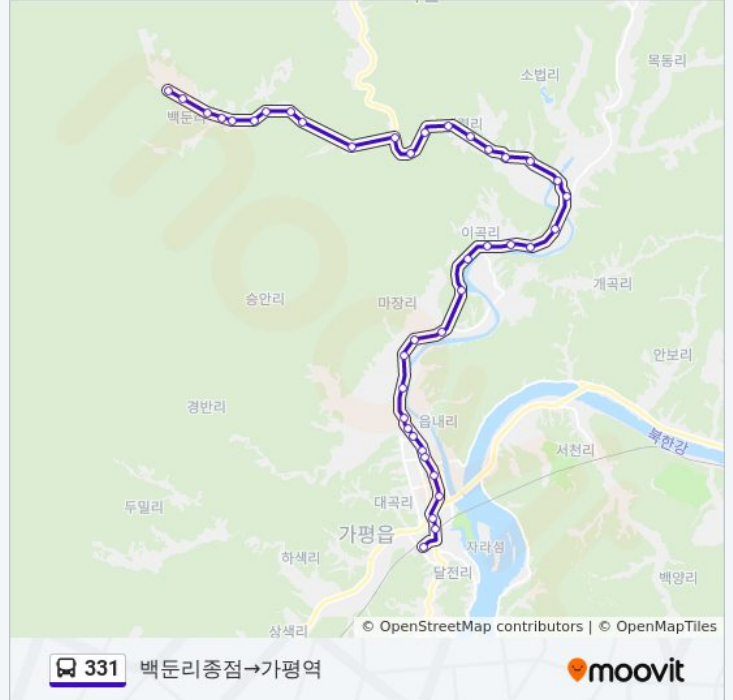 소법리
목동리
백둔리
이곡리
개곡리
승안리
마장리
안보리
경반리
읍내리
북한강
서천리
두밀리
대곡리
가평읍
하색리
자라섬
달전리
백양리
상색리
© OpenStreetMap contributors | © OpenMapTiles
331 백둔리종점→가평역
moovit